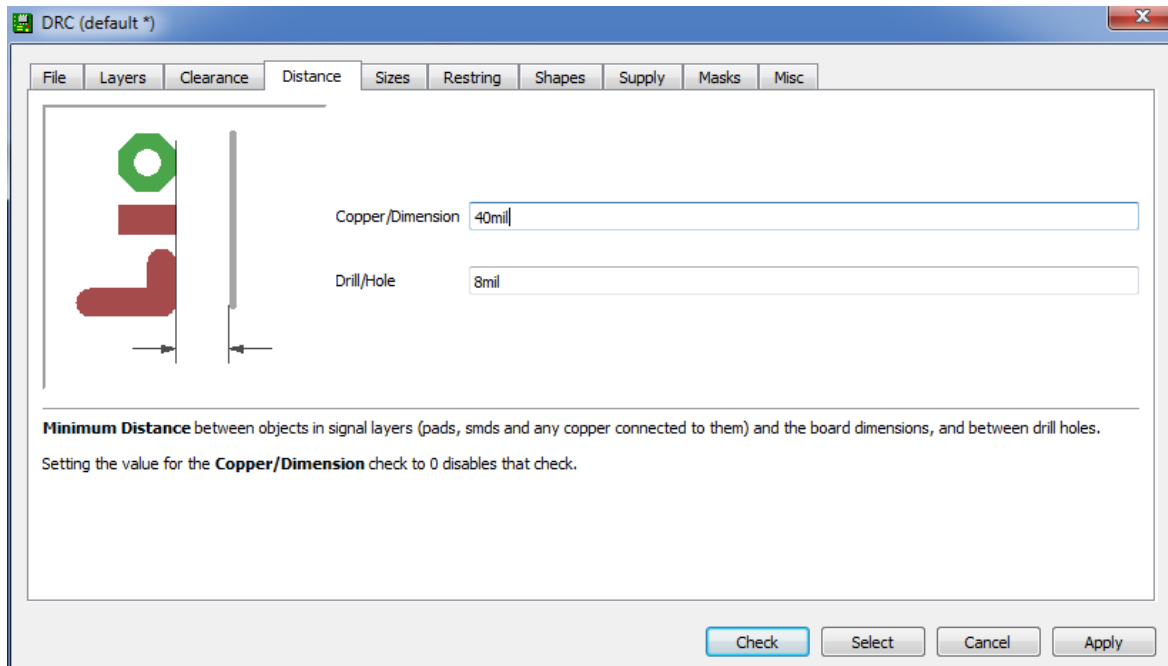 DRC (default *)
File Layers Clearance Distance Sizes Restring Shapes Supply Masks Misc
Copper/Dimension 40mil
Drill/Hole 8mil
Minimum Distance between objects in signal layers (pads, smds and any copper connected to them) and the board dimensions, and between drill holes.
Setting the value for the Copper/Dimension check to 0 disables that check.
Check Select Cancel Apply